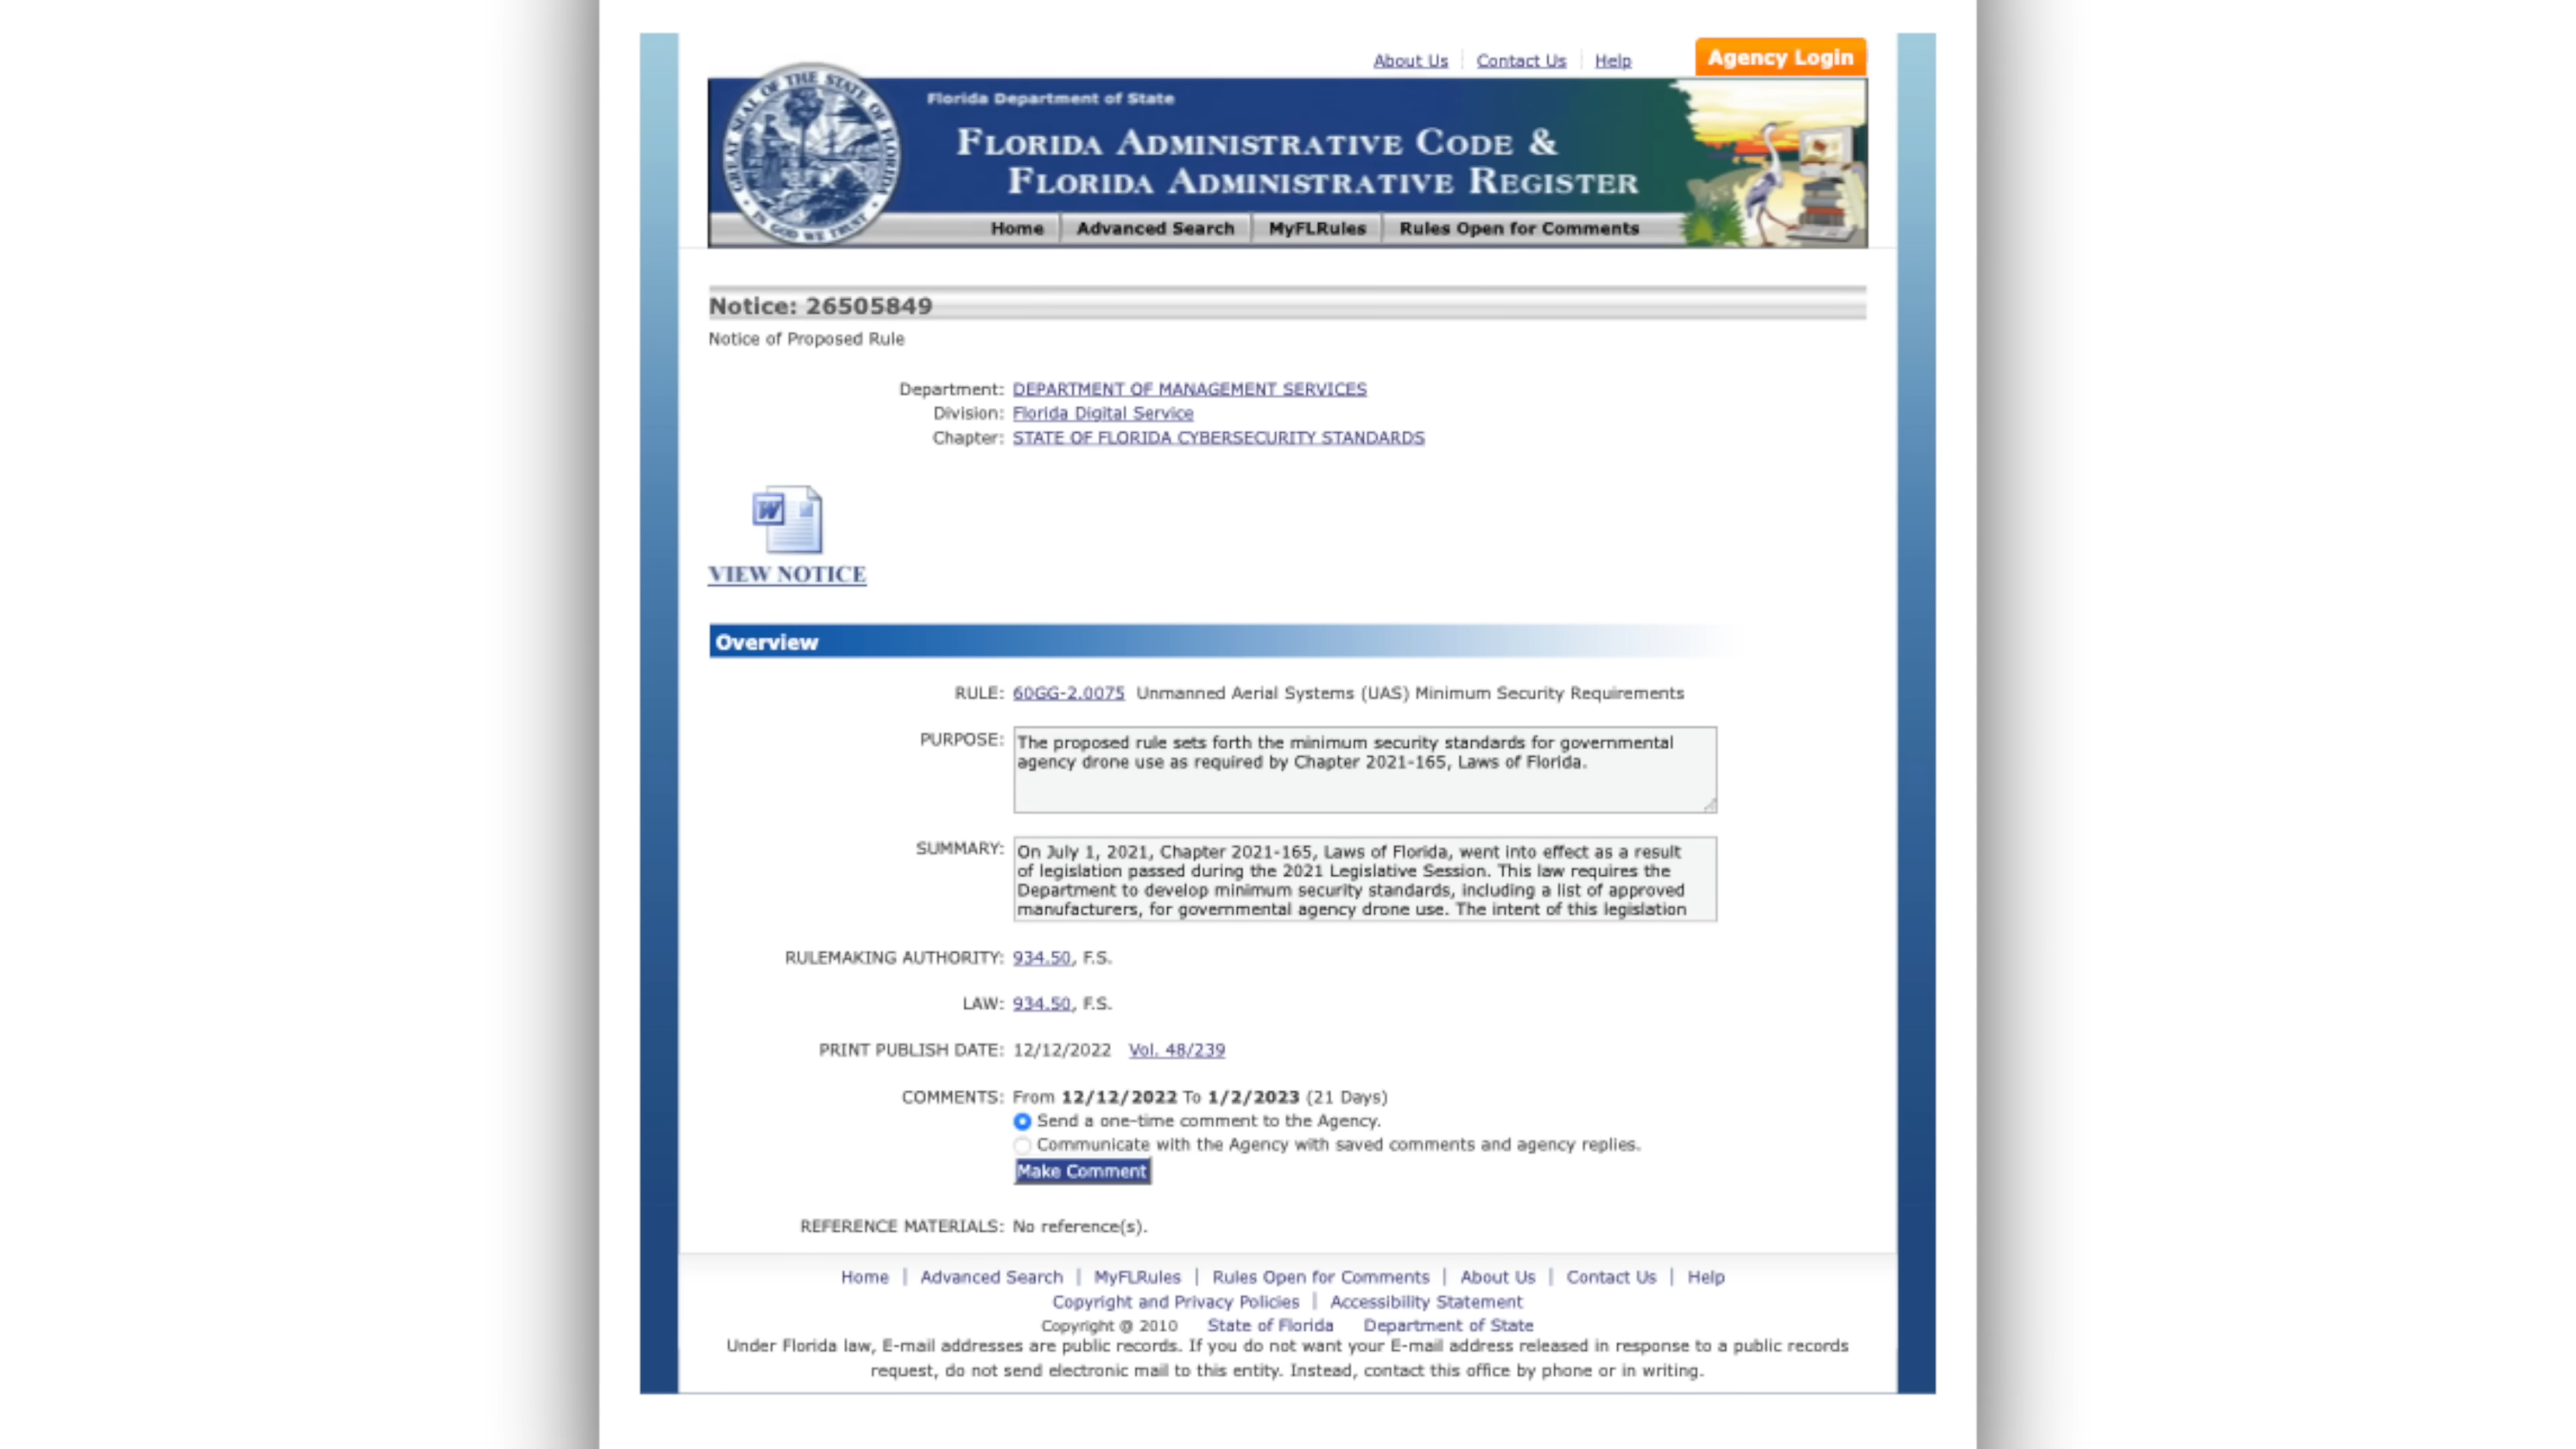 About Us Contact Us Help Agency Login
GREAT SEAL OF THE STATE OF FLORIDA
IN GOD WE TRUST
Florida Department of State
FLORIDA ADMINISTRATIVE CODE &
FLORIDA ADMINISTRATIVE REGISTER
Home Advanced Search MyFLRules Rules Open for Comments
Notice: 26505849
Notice of Proposed Rule
Department: DEPARTMENT OF MANAGEMENT SERVICES
Division: Florida Digital Service
Chapter: STATE OF FLORIDA CYBERSECURITY STANDARDS
W
VIEW NOTICE
Overview
RULE: 60GG-2.0075 Unmanned Aerial Systems (UAS) Minimum Security Requirements
PURPOSE: The proposed rule sets forth the minimum security standards for governmental
agency drone use as required by Chapter 2021-165, Laws of Florida.
SUMMARY: On July 1, 2021, Chapter 2021-165, Laws of Florida, went into effect as a result
of legislation passed during the 2021 Legislative Session. This law requires the
Department to develop minimum security standards, including a list of approved
manufacturers, for governmental agency drone use. The intent of this legislation
RULEMAKING AUTHORITY: 934.50, F.S.
LAW: 934.50, F.S.
PRINT PUBLISH DATE: 12/12/2022 Vol. 48/239
COMMENTS: From 12/12/2022 To 1/2/2023 (21 Days)
Send a one-time comment to the Agency.
Communicate with the Agency with saved comments and agency replies.
Make Comment
REFERENCE MATERIALS: No reference(s).
Home | Advanced Search | MyFLRules | Rules Open for Comments | About Us | Contact Us | Help
Copyright and Privacy Policies | Accessibility Statement
Copyright @ 2010 State of Florida Department of State
Under Florida law, E-mail addresses are public records. If you do not want your E-mail address released in response to a public records
request, do not send electronic mail to this entity. Instead, contact this office by phone or in writing.